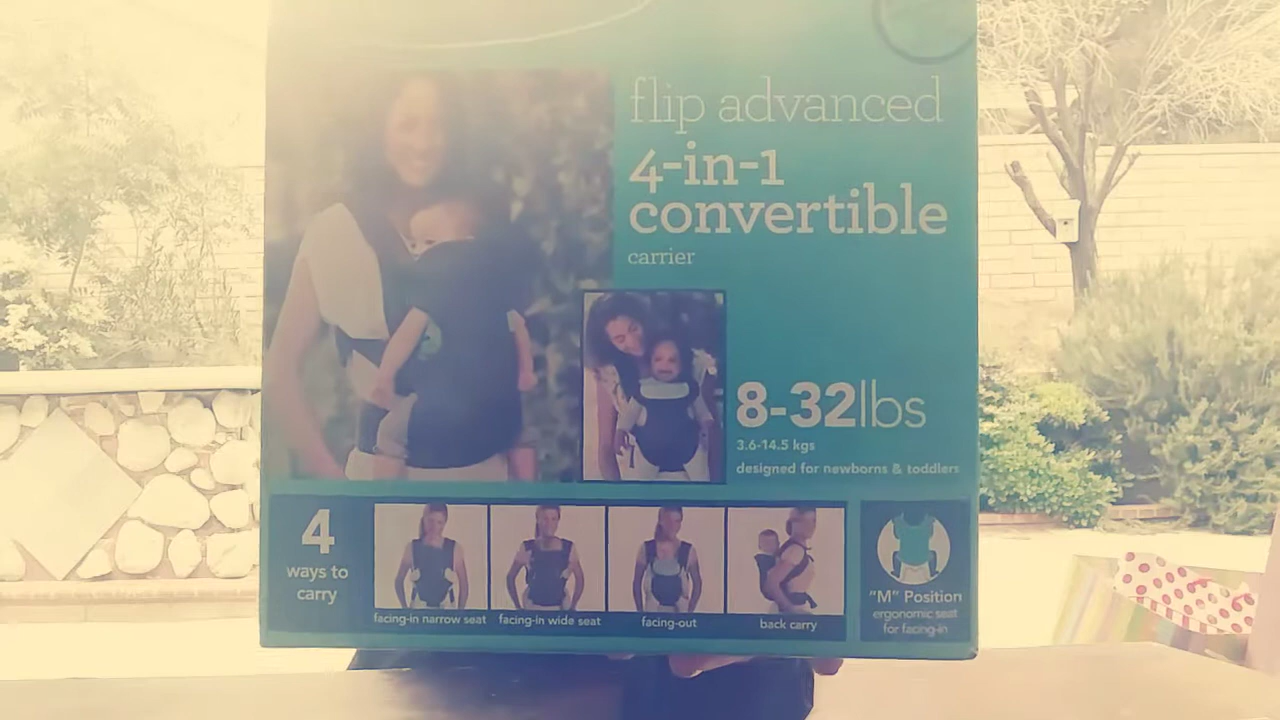 flip advanced
4-in-1
convertible
carrier
8-32lbs
3.6-14.5 kgs
designed for newborns & toddlers
4
ways to
carry
facing-in narrow seat
facing-in wide seat
facing-out
back carry
"M" Position
ergonomic seat
for facing-in